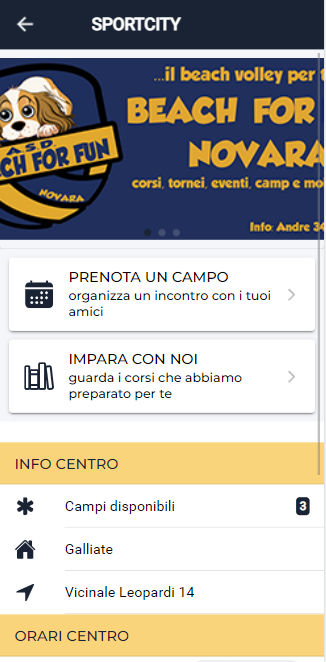 SPORTCITY
...il beach volley per t
BEACH FOR
NOVARA
corsi, tornei, eventi, camp e mo
Info: Andre 34
A.S.D
CH FOR FUN
NOVARA
PRENOTA UN CAMPO
organizza un incontro con i tuoi
amici
IMPARA CON NOI
guarda i corsi che abbiamo
preparato per te
INFO CENTRO
Campi disponibili 3
Galliate
Vicinale Leopardi 14
ORARI CENTRO